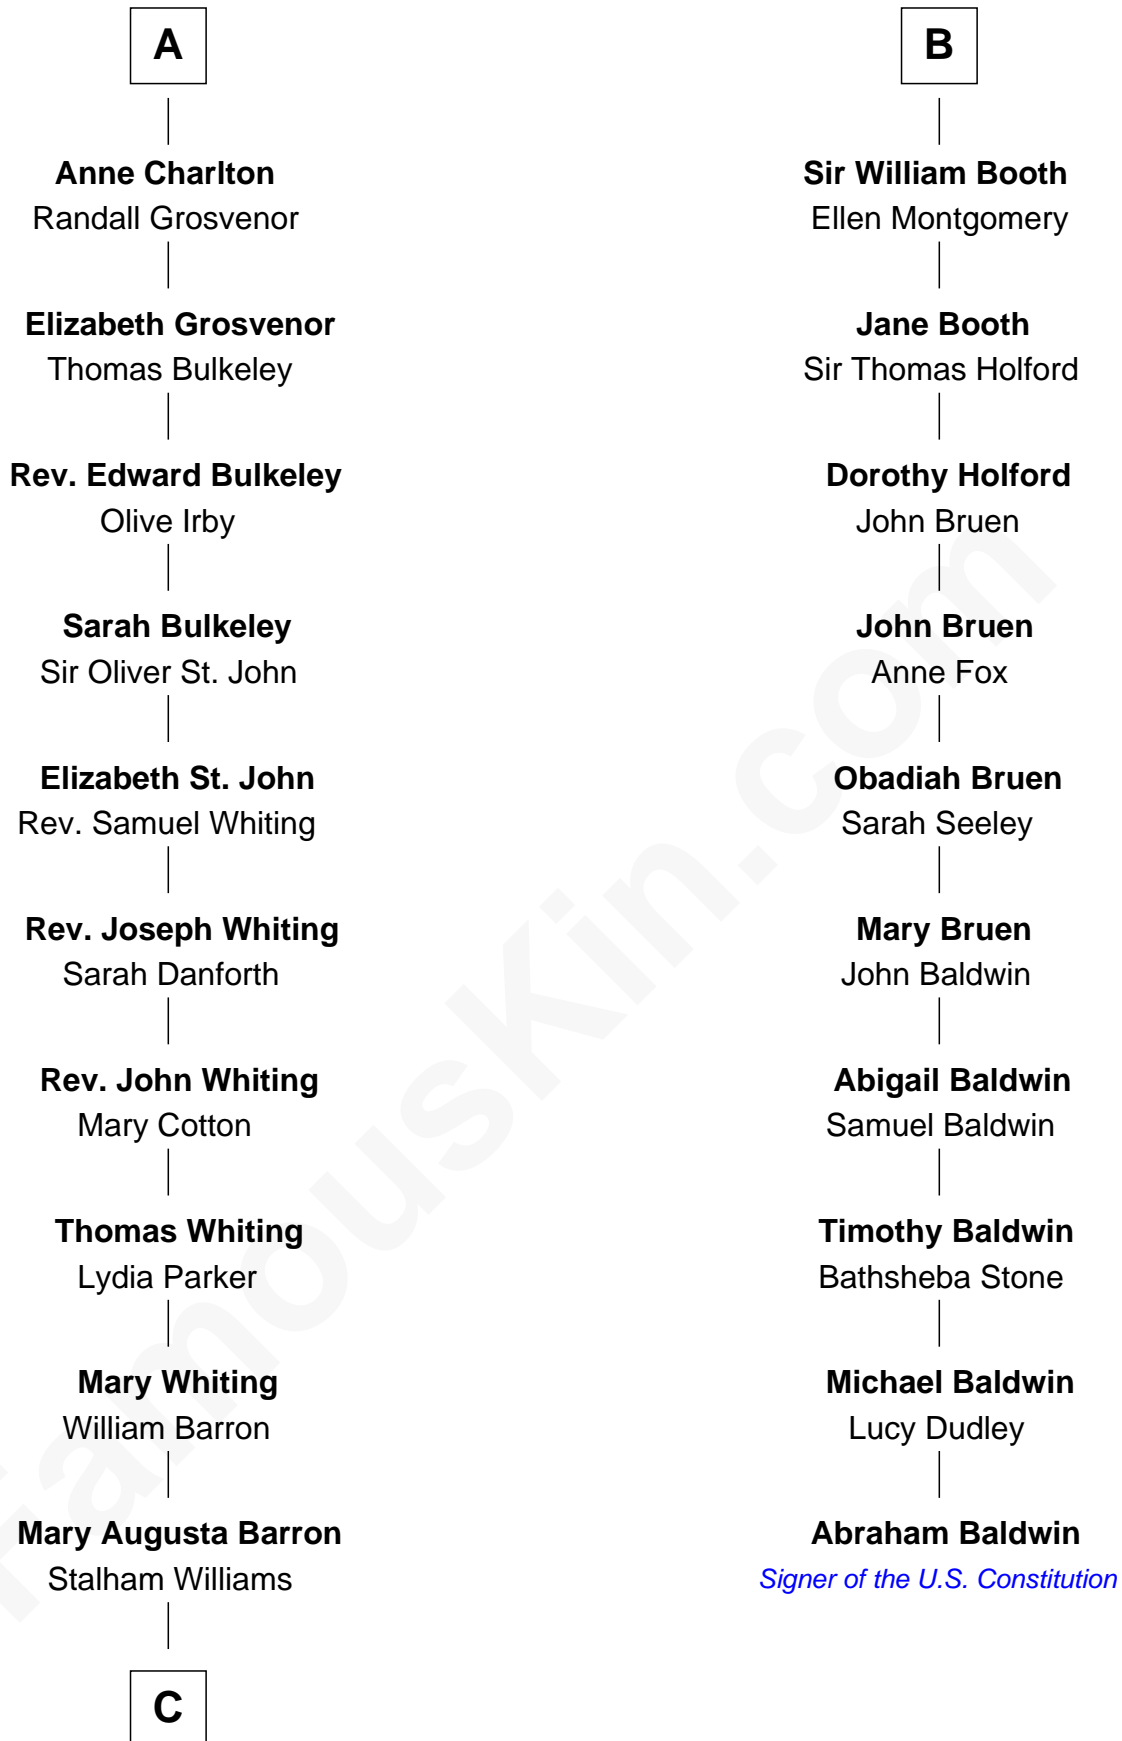 A
Anne Charlton
Randall Grosvenor
Elizabeth Grosvenor
Thomas Bulkeley
Rev. Edward Bulkeley
Olive Irby
Sarah Bulkeley
Sir Oliver St. John
Elizabeth St. John
Rev. Samuel Whiting
Rev. Joseph Whiting
Sarah Danforth
Rev. John Whiting
Mary Cotton
Thomas Whiting
Lydia Parker
Mary Whiting
William Barron
Mary Augusta Barron
Stalham Williams
C
B
Sir William Booth
Ellen Montgomery
Jane Booth
Sir Thomas Holford
Dorothy Holford
John Bruen
John Bruen
Anne Fox
Obadiah Bruen
Sarah Seeley
Mary Bruen
John Baldwin
Abigail Baldwin
Samuel Baldwin
Timothy Baldwin
Bathsheba Stone
Michael Baldwin
Lucy Dudley
Abraham Baldwin
Signer of the U.S. Constitution
FamousKin.com